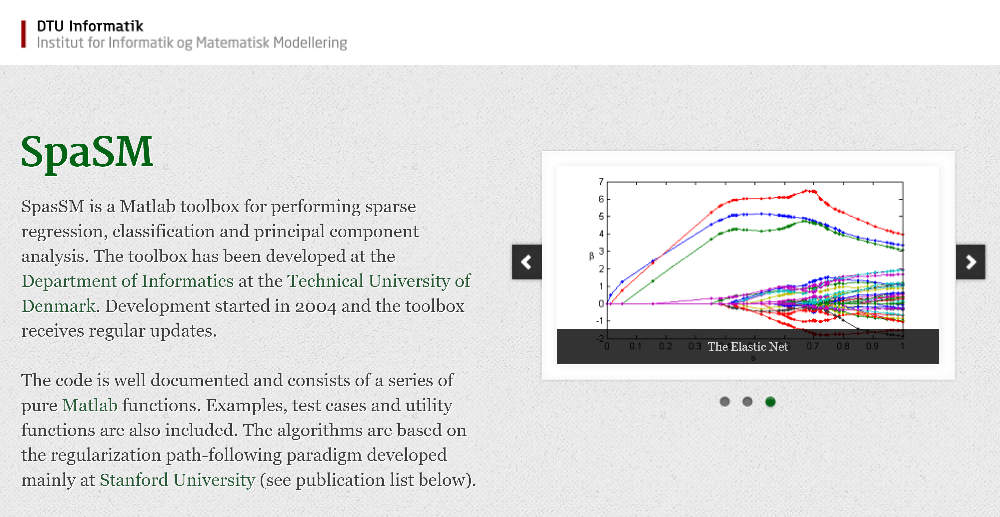 DTU Informatik
Institut for Informatik og Matematisk Modellering
SpaSM
SpasSM is a Matlab toolbox for performing sparse
regression, classification and principal component
analysis. The toolbox has been developed at the
Department of Informatics at the Technical University of
Denmark. Development started in 2004 and the toolbox
receives regular updates.
The code is well documented and consists of a series of
pure Matlab functions. Examples, test cases and utility
functions are also included. The algorithms are based on
the regularization path-following paradigm developed
mainly at Stanford University (see publication list below).
7
6
5
4
β
3
2
1
0
-1
-2
0 0.1 0.2 0.3 0.7 0.8 0.9 1
The Elastic Net
s